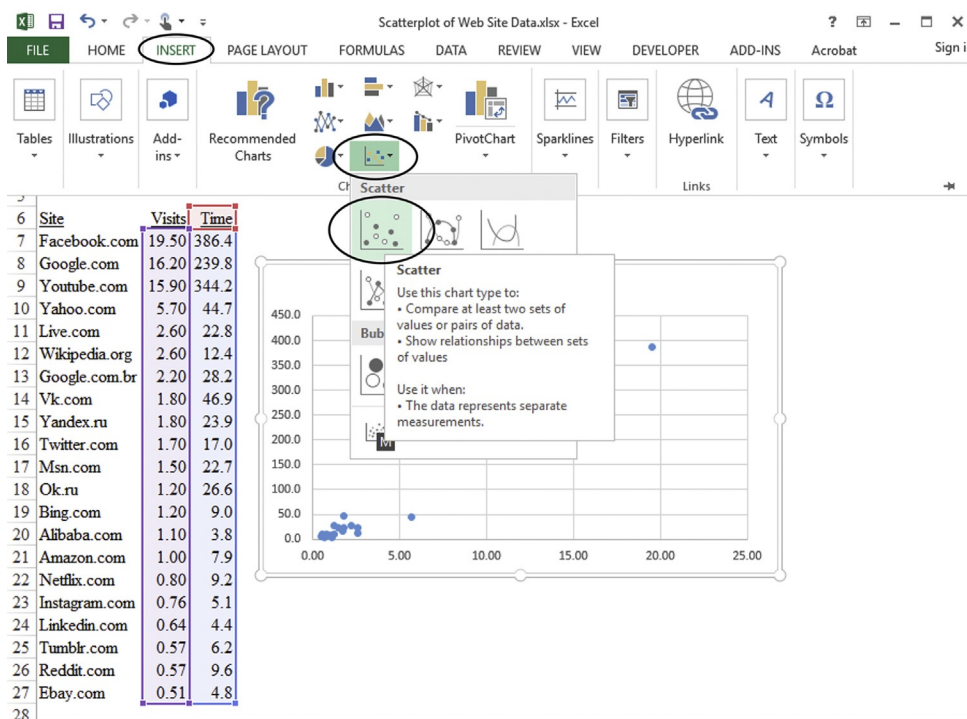 Scatterplot of Web Site Data.xlsx - Excel
?
FILE HOME INSERT PAGE LAYOUT FORMULAS DATA REVIEW VIEW DEVELOPER ADD-INS Acrobat Sign i
Tables
Illustrations
Add-
ins
Recommended
Charts
PivotChart
Sparklines
Filters
Hyperlink
Text
Symbols
Links
Scatter
Scatter
Use this chart type to:
• Compare at least two sets of
values or pairs of data.
• Show relationships between sets
of values
Use it when:
• The data represents separate
measurements.
Bub
M
6 Site Visits Time
7 Facebook.com 19.50 386.4
8 Google.com 16.20 239.8
9 Youtube.com 15.90 344.2
10 Yahoo.com 5.70 44.7
11 Live.com 2.60 22.8
12 Wikipedia.org 2.60 12.4
13 Google.com.br 2.20 28.2
14 Vk.com 1.80 46.9
15 Yandex.ru 1.80 23.9
16 Twitter.com 1.70 17.0
17 Msn.com 1.50 22.7
18 Ok.ru 1.20 26.6
19 Bing.com 1.20 9.0
20 Alibaba.com 1.10 3.8
21 Amazon.com 1.00 7.9
22 Netflix.com 0.80 9.2
23 Instagram.com 0.76 5.1
24 Linkedin.com 0.64 4.4
25 Tumblr.com 0.57 6.2
26 Reddit.com 0.57 9.6
27 Ebay.com 0.51 4.8
28
450.0
400.0
350.0
300.0
250.0
200.0
150.0
100.0
50.0
0.0
0.00 5.00 10.00 15.00 20.00 25.00